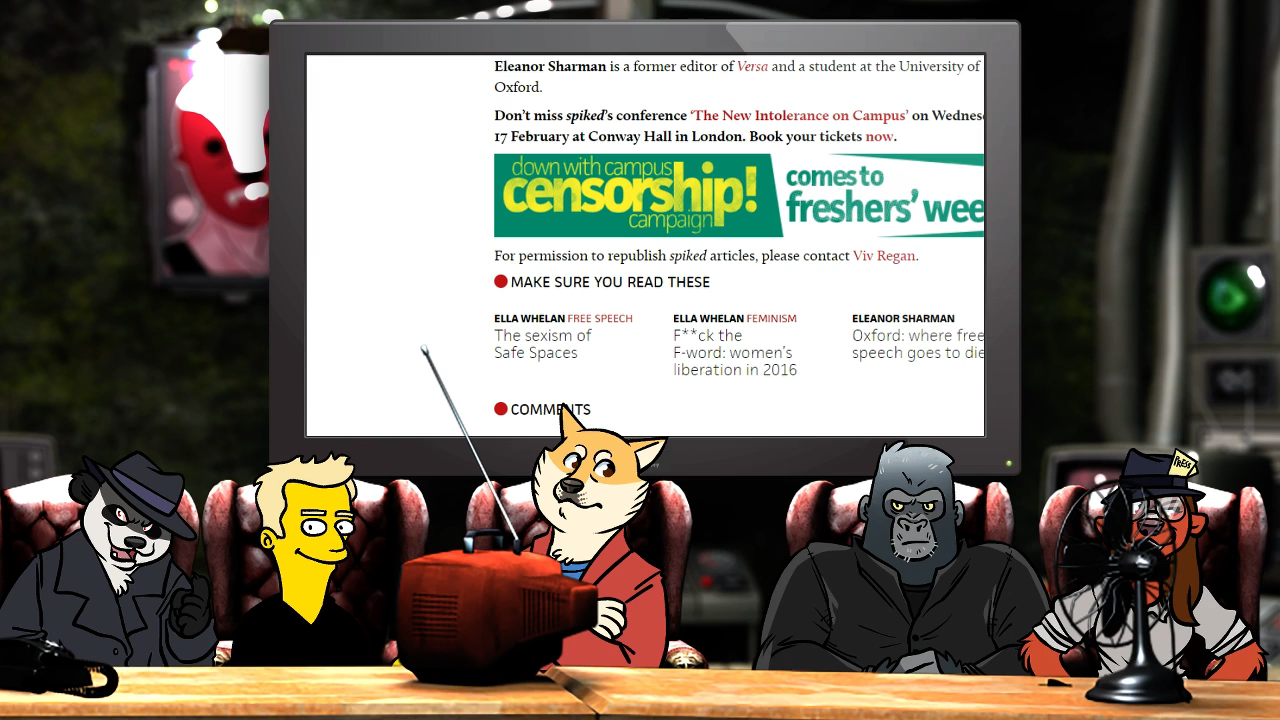 Eleanor Sharman is a former editor of Versa and a student at the University of
Oxford.
Don't miss spiked's conference 'The New Intolerance on Campus' on Wednes
17 February at Conway Hall in London. Book your tickets now.
down with campus
censorship!
campaign
comes to
freshers' wee
For permission to republish spiked articles, please contact Viv Regan.
MAKE SURE YOU READ THESE
ELLA WHELAN FREE SPEECH
The sexism of
Safe Spaces
ELLA WHELAN FEMINISM
F**ck the
F-word: women's
liberation in 2016
ELEANOR SHARMAN
Oxford: where free
speech goes to die
COMMENTS
PRESS